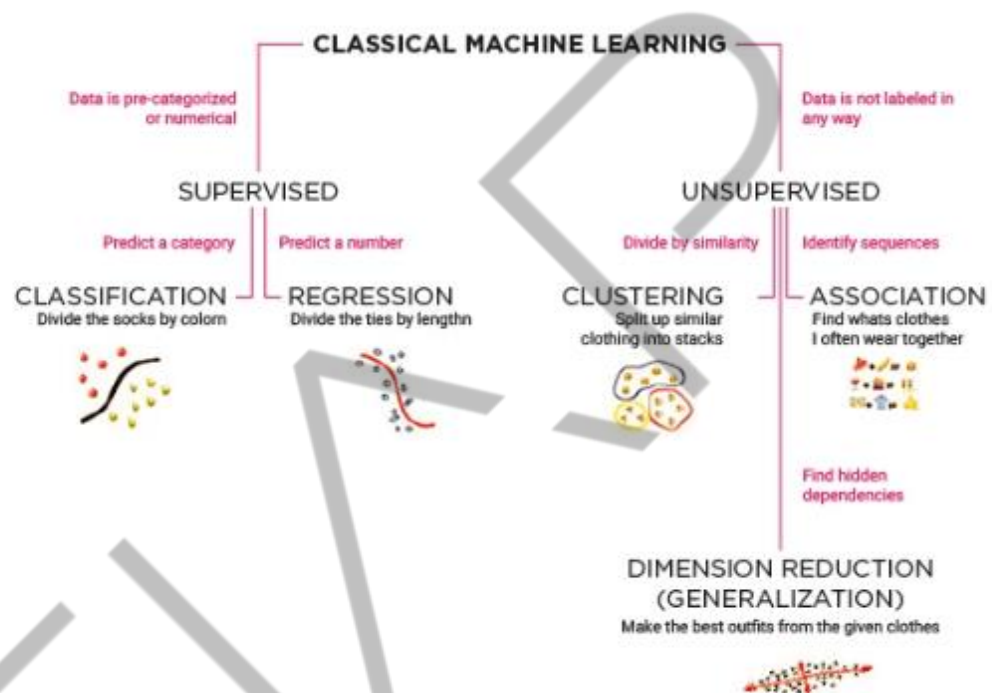 CLASSICAL MACHINE LEARNING
Data is pre-categorized
or numerical
Data is not labeled in
any way
SUPERVISED
UNSUPERVISED
Predict a category
Predict a number
Divide by similarity
Identify sequences
CLASSIFICATION
Divide the socks by colorn
REGRESSION
Divide the ties by lengthn
CLUSTERING
Split up similar
clothing into stacks
ASSOCIATION
Find whats clothes
I often wear together
Find hidden
dependencies
DIMENSION REDUCTION
(GENERALIZATION)
Make the best outfits from the given clothes